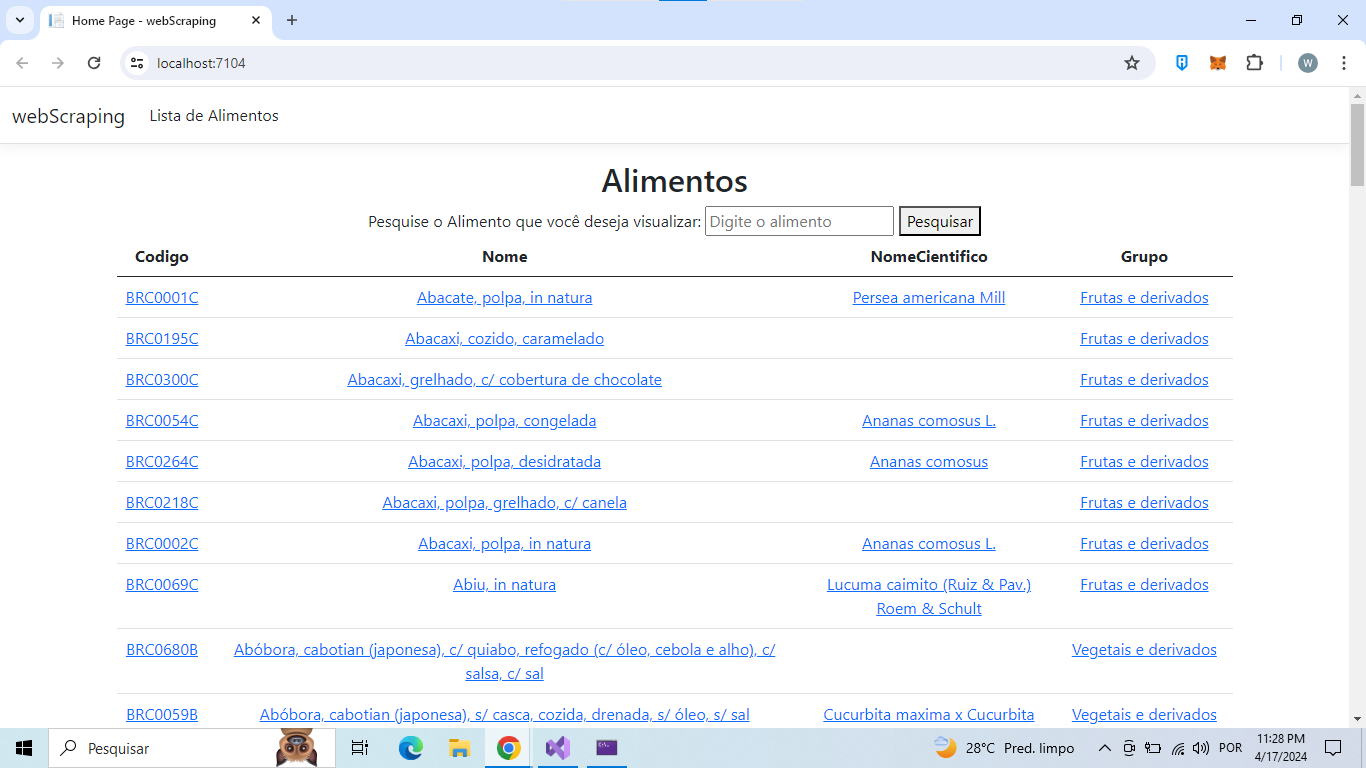 Home Page - webScraping
localhost:7104
W
webScraping Lista de Alimentos
Alimentos
Pesquise o Alimento que você deseja visualizar: Digite o alimento Pesquisar
Codigo Nome NomeCientifico Grupo
BRC0001C Abacate, polpa, in natura Persea americana Mill Frutas e derivados
BRC0195C Abacaxi, cozido, caramelado Frutas e derivados
BRC0300C Abacaxi, grelhado, c/ cobertura de chocolate Frutas e derivados
BRC0054C Abacaxi, polpa, congelada Ananas comosus L. Frutas e derivados
BRC0264C Abacaxi, polpa, desidratada Ananas comosus Frutas e derivados
BRC0218C Abacaxi, polpa, grelhado, c/ canela Frutas e derivados
BRC0002C Abacaxi, polpa, in natura Ananas comosus L. Frutas e derivados
BRC0069C Abiu, in natura Lucuma caimito (Ruiz & Pav.) Frutas e derivados
Roem & Schult
BRC0680B Abóbora, cabotian (japonesa), c/ quiabo, refogado (c/ óleo, cebola e alho), c/ Vegetais e derivados
salsa, c/ sal
BRC0059B Abóbora, cabotian (japonesa), s/ casca, cozida, drenada, s/ óleo, s/ sal Cucurbita maxima x Cucurbita Vegetais e derivados
Pesquisar 28°C Pred. limpo POR 11:28 PM
4/17/2024